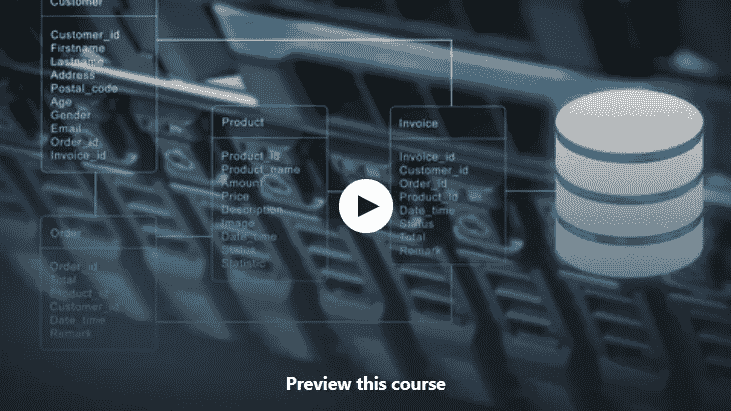 Customer
Customer_id
Firstname
Lastname
Address
Postal_code
Age
Gender
Email
Order_id
Invoice_id
Product
Product_id
Product_name
Amount
Price
Description
Image
Date_time
Status
Statistic
Invoice
Invoice_id
Customer_id
Order_id
Product_id
Date_time
Status
Total
Remark
Order
Order_id
Total
Product_id
Customer_id
Date_time
Remark
Preview this course